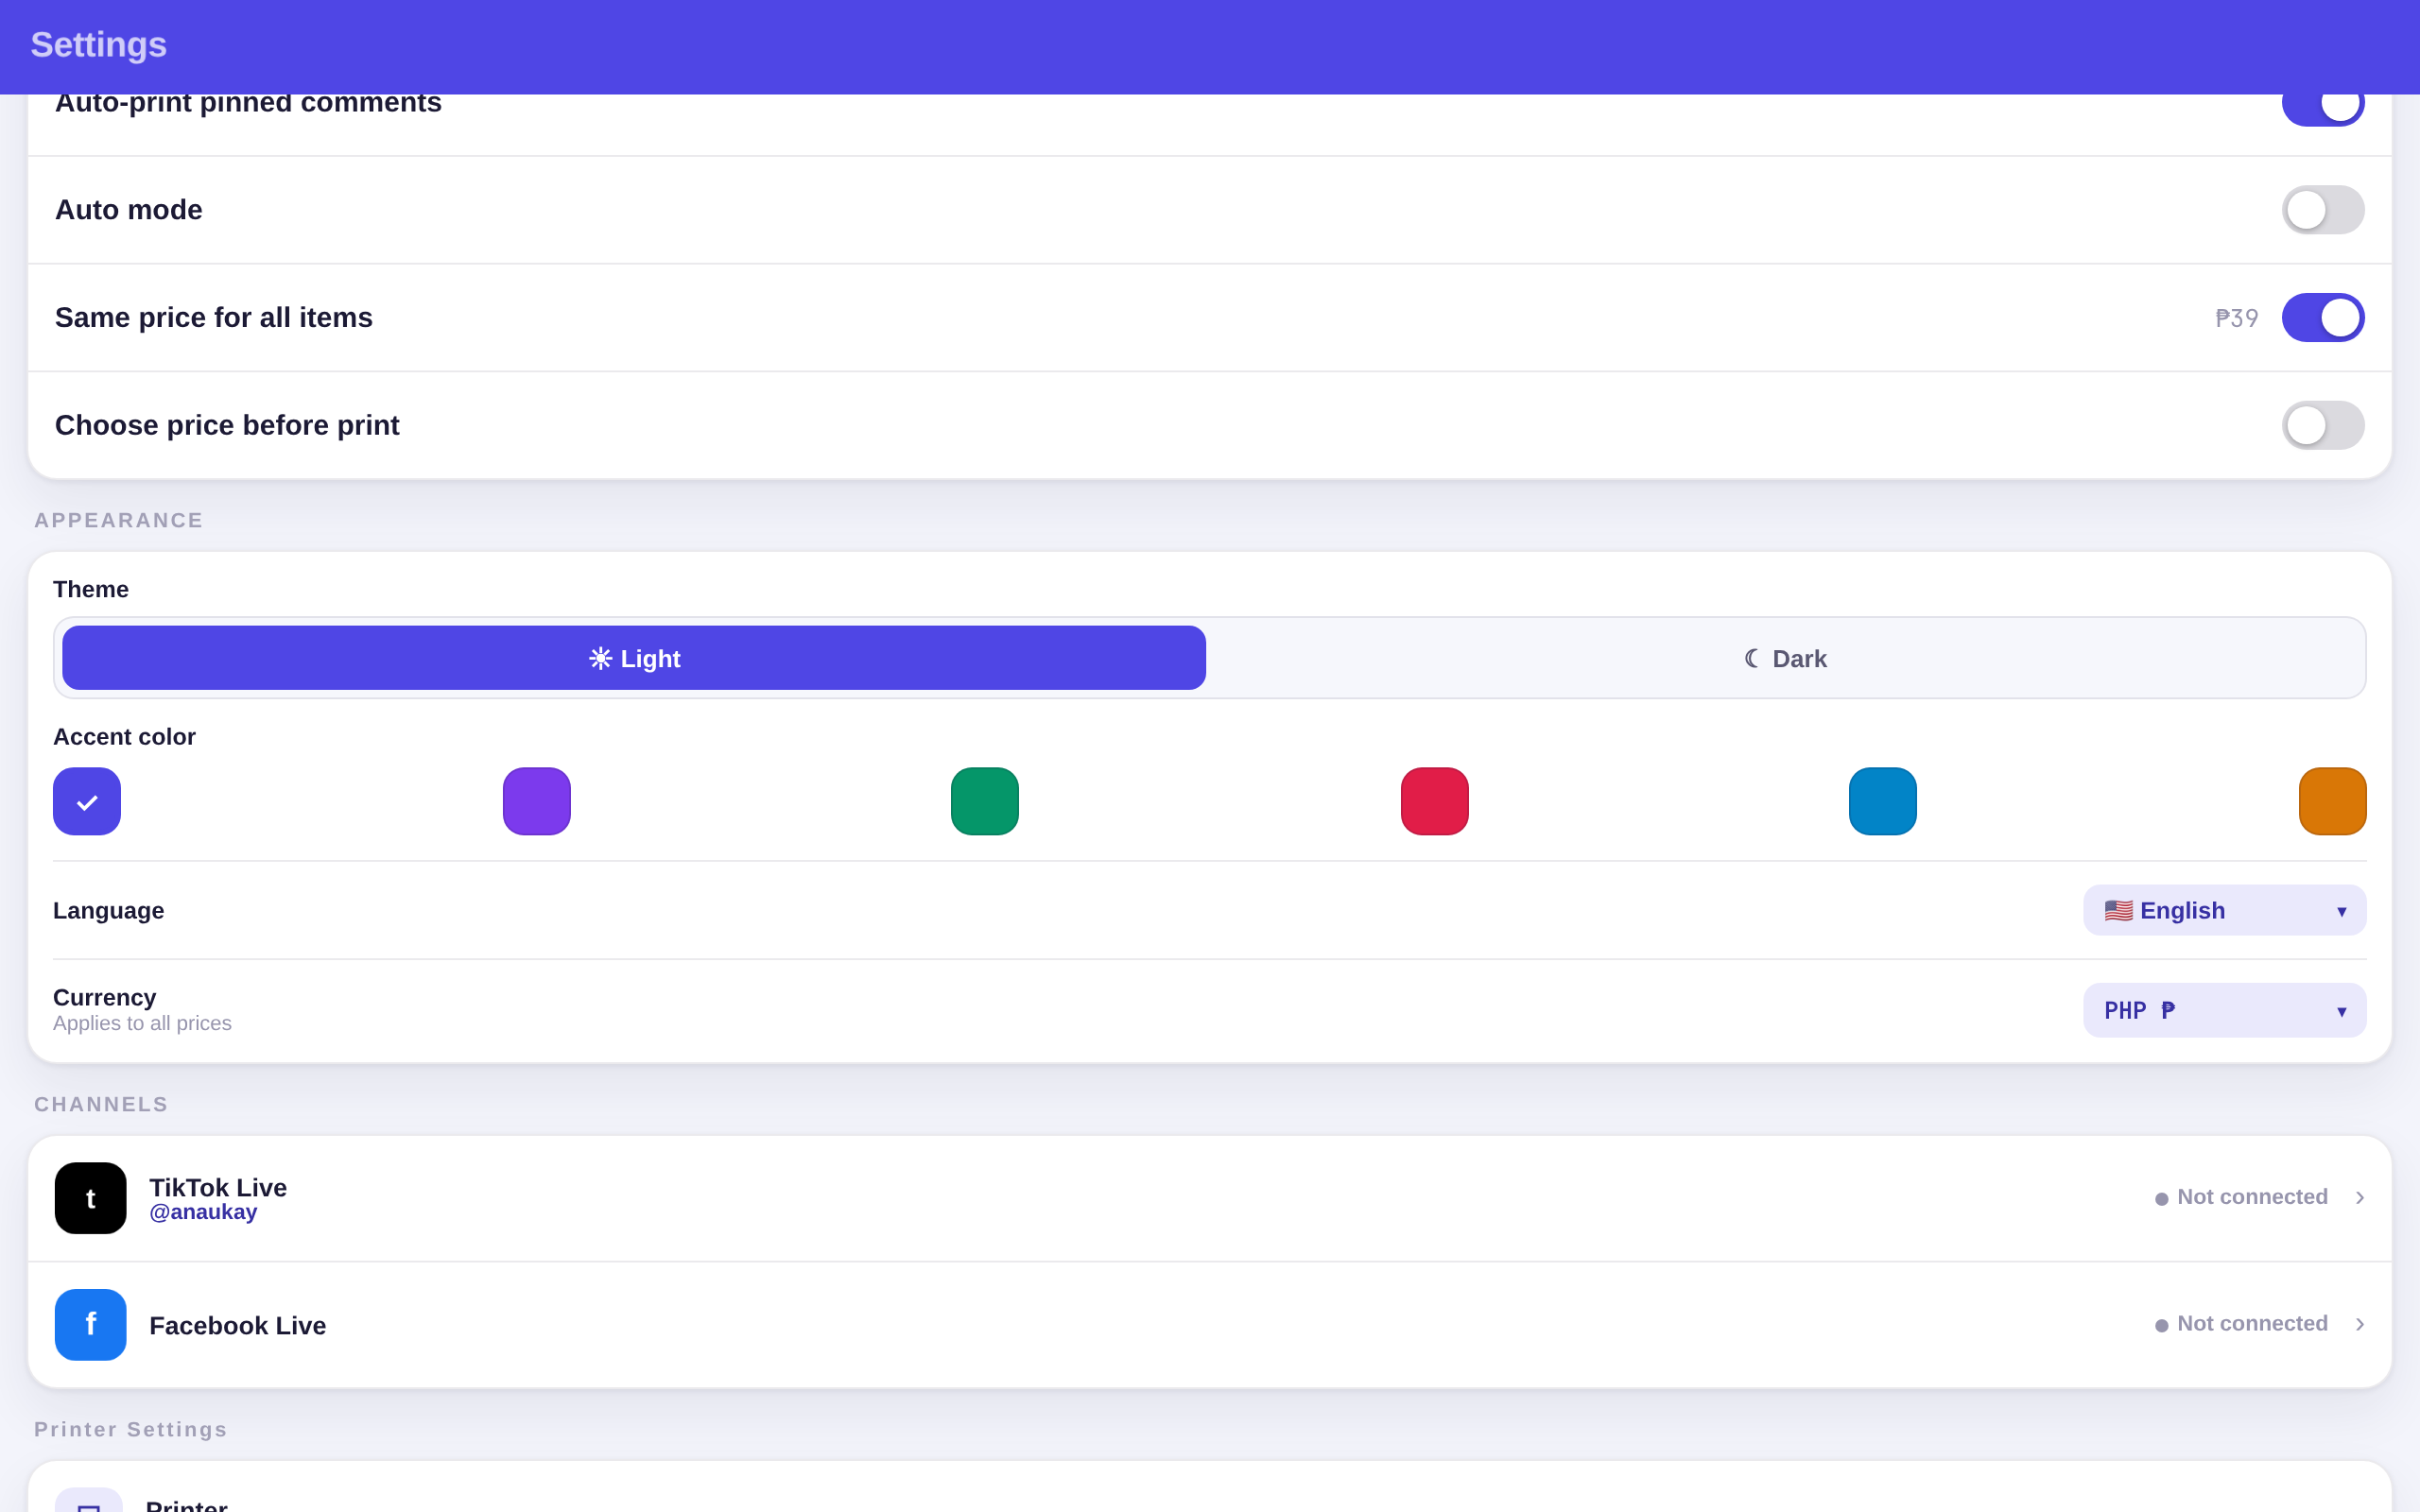 Settings
Auto-print pinned comments
Auto mode
Same price for all items ₱39
Choose price before print
APPEARANCE
Theme
☀ Light ☾ Dark
Accent color
Language 🇺🇸 English ▾
Currency
Applies to all prices
PHP ₱ ▾
CHANNELS
t TikTok Live
@anaukay
Not connected ›
f Facebook Live
Not connected ›
Printer Settings
Printer